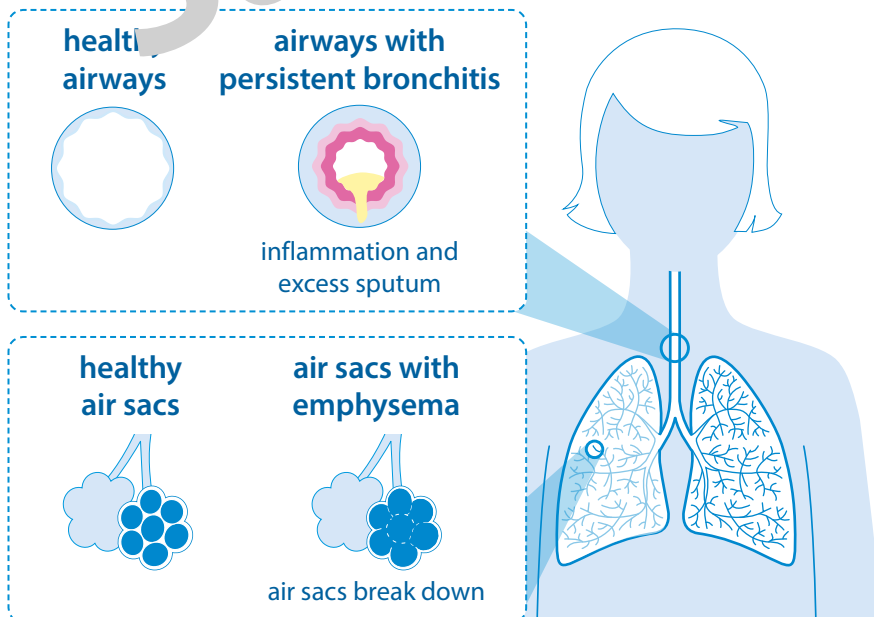 healthy
airways
airways with
persistent bronchitis
inflammation and
excess sputum
healthy
air sacs
air sacs with
emphysema
air sacs break down